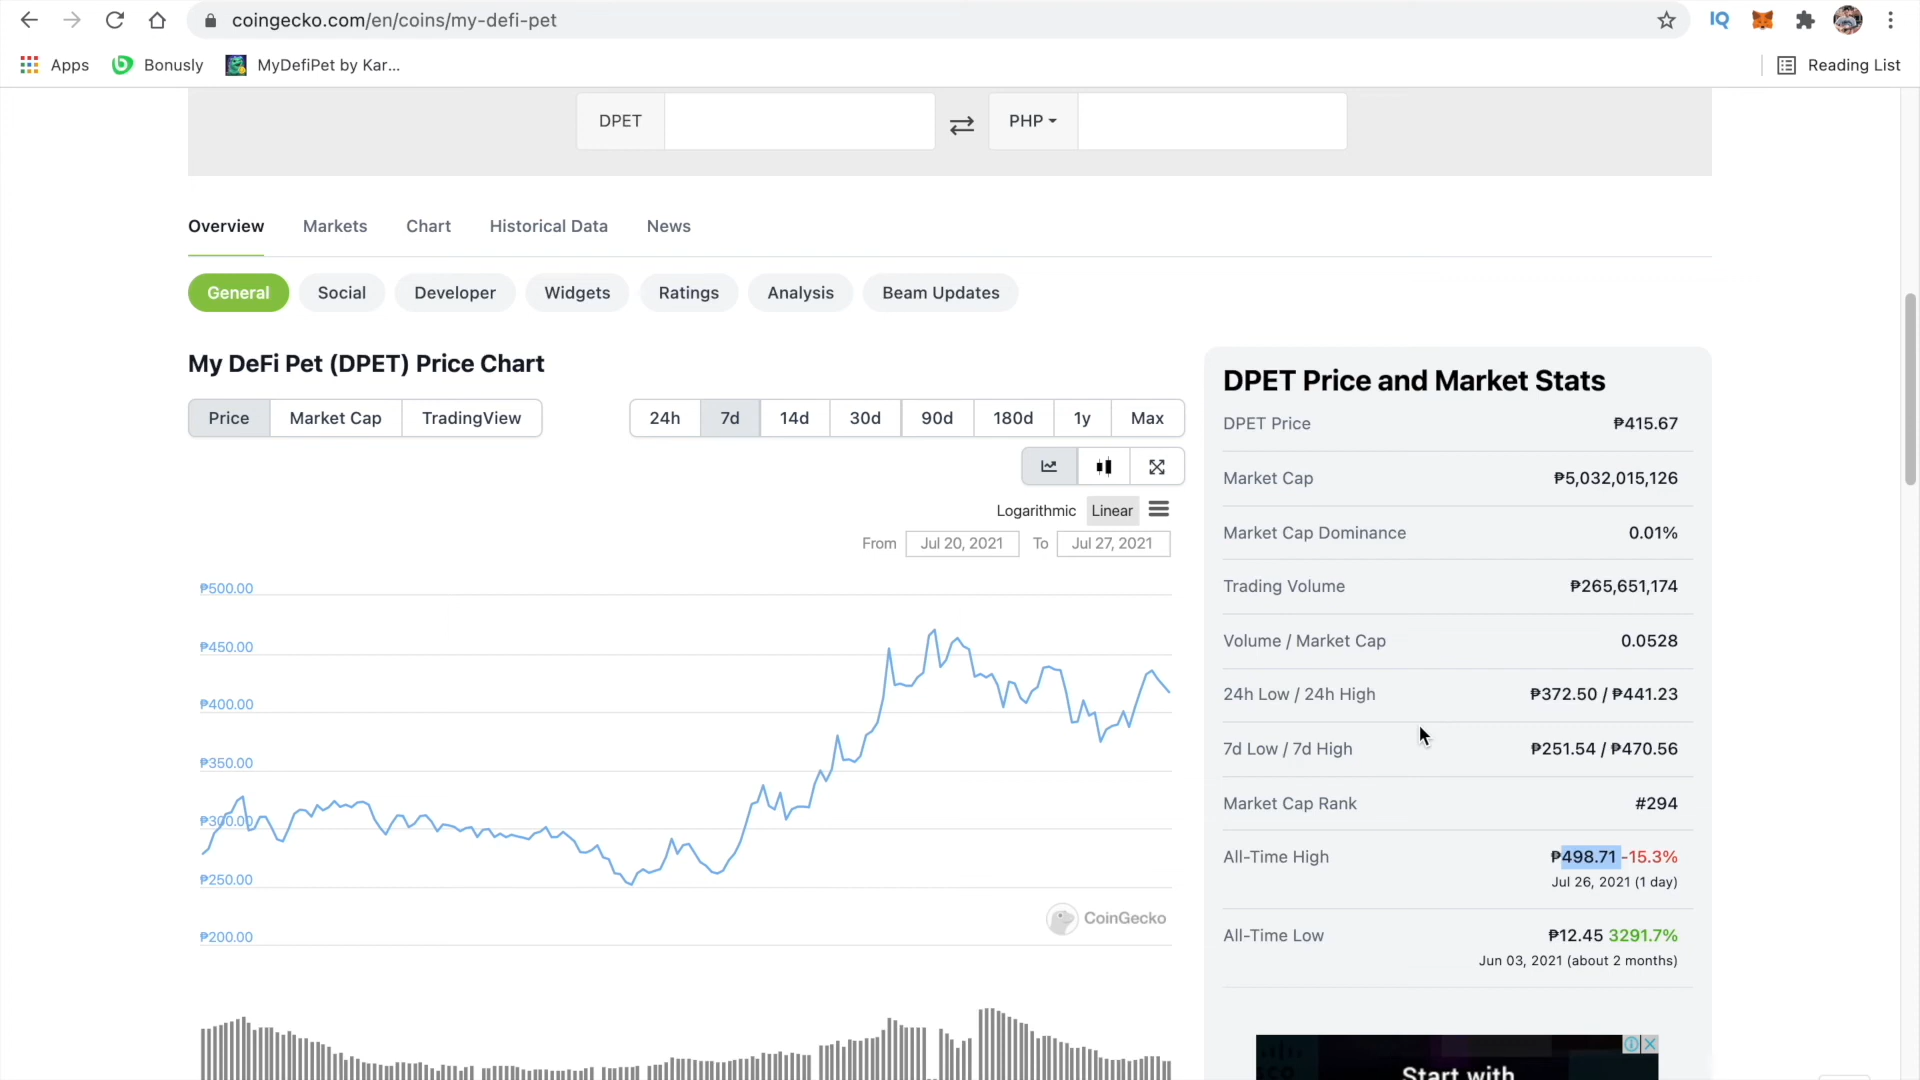 coingecko.com/en/coins/my-defi-pet
IQ
Apps
Bonusly
MyDefiPet by Kar...
Reading List
DPET
PHP
Overview
Markets
Chart
Historical Data
News
General
Social
Developer
Widgets
Ratings
Analysis
Beam Updates
My DeFi Pet (DPET) Price Chart
Price
Market Cap
TradingView
24h
7d
14d
30d
90d
180d
1y
Max
Logarithmic
Linear
From
Jul 20, 2021
To
Jul 27, 2021
₱500.00
₱450.00
₱400.00
₱350.00
₱300.00
₱250.00
₱200.00
CoinGecko
DPET Price and Market Stats
DPET Price ₱415.67
Market Cap ₱5,032,015,126
Market Cap Dominance 0.01%
Trading Volume ₱265,651,174
Volume / Market Cap 0.0528
24h Low / 24h High ₱372.50 / ₱441.23
7d Low / 7d High ₱251.54 / ₱470.56
Market Cap Rank #294
All-Time High ₱498.71 -15.3%
Jul 26, 2021 (1 day)
All-Time Low ₱12.45 3291.7%
Jun 03, 2021 (about 2 months)
Start with